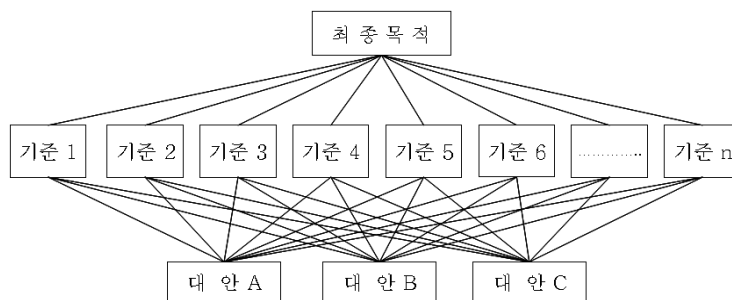 최 종 목 적
기준 1 기준 2 기준 3 기준 4 기준 5 기준 6 ………….. 기준 n
대 안 A 대 안 B 대 안 C